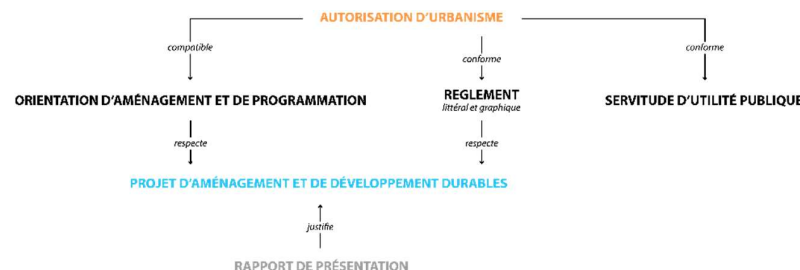 AUTORISATION D'URBANISME
compatible
conforme
conforme
ORIENTATION D'AMÉNAGEMENT ET DE PROGRAMMATION
REGLEMENT
littéral et graphique
SERVITUDE D'UTILITÉ PUBLIQUE
respecte
respecte
PROJET D'AMÉNAGEMENT ET DE DÉVELOPPEMENT DURABLES
justifie
RAPPORT DE PRÉSENTATION